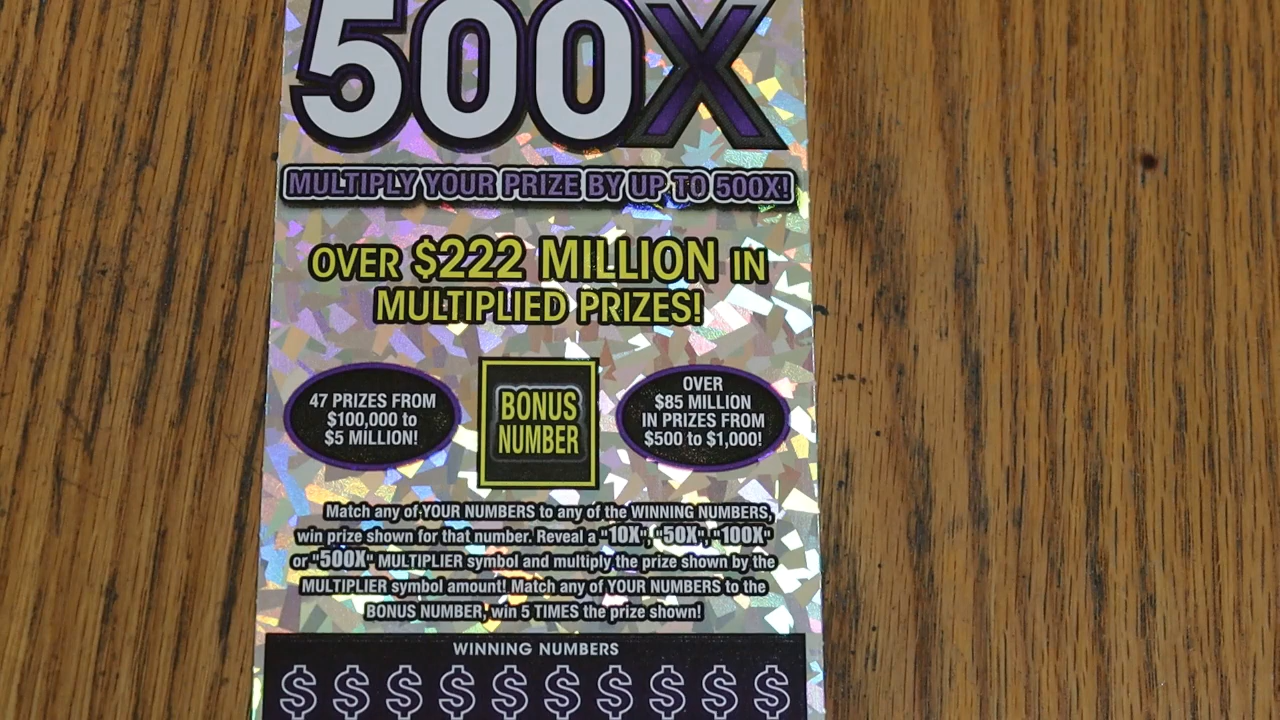 500X
MULTIPLY YOUR PRIZE BY UP TO 500X!
OVER $222 MILLION IN
MULTIPLIED PRIZES!
47 PRIZES FROM
$100,000 to
$5 MILLION!
BONUS
NUMBER
OVER
$85 MILLION
IN PRIZES FROM
$500 to $1,000!
Match any of YOUR NUMBERS to any of the WINNING NUMBERS,
win prize shown for that number. Reveal a "10X", "50X", "100X"
or "500X" MULTIPLIER symbol and multiply the prize shown by the
MULTIPLIER symbol amount! Match any of YOUR NUMBERS to the
BONUS NUMBER, win 5 TIMES the prize shown!
WINNING NUMBERS
$ $ $ $ $ $ $ $ $ $